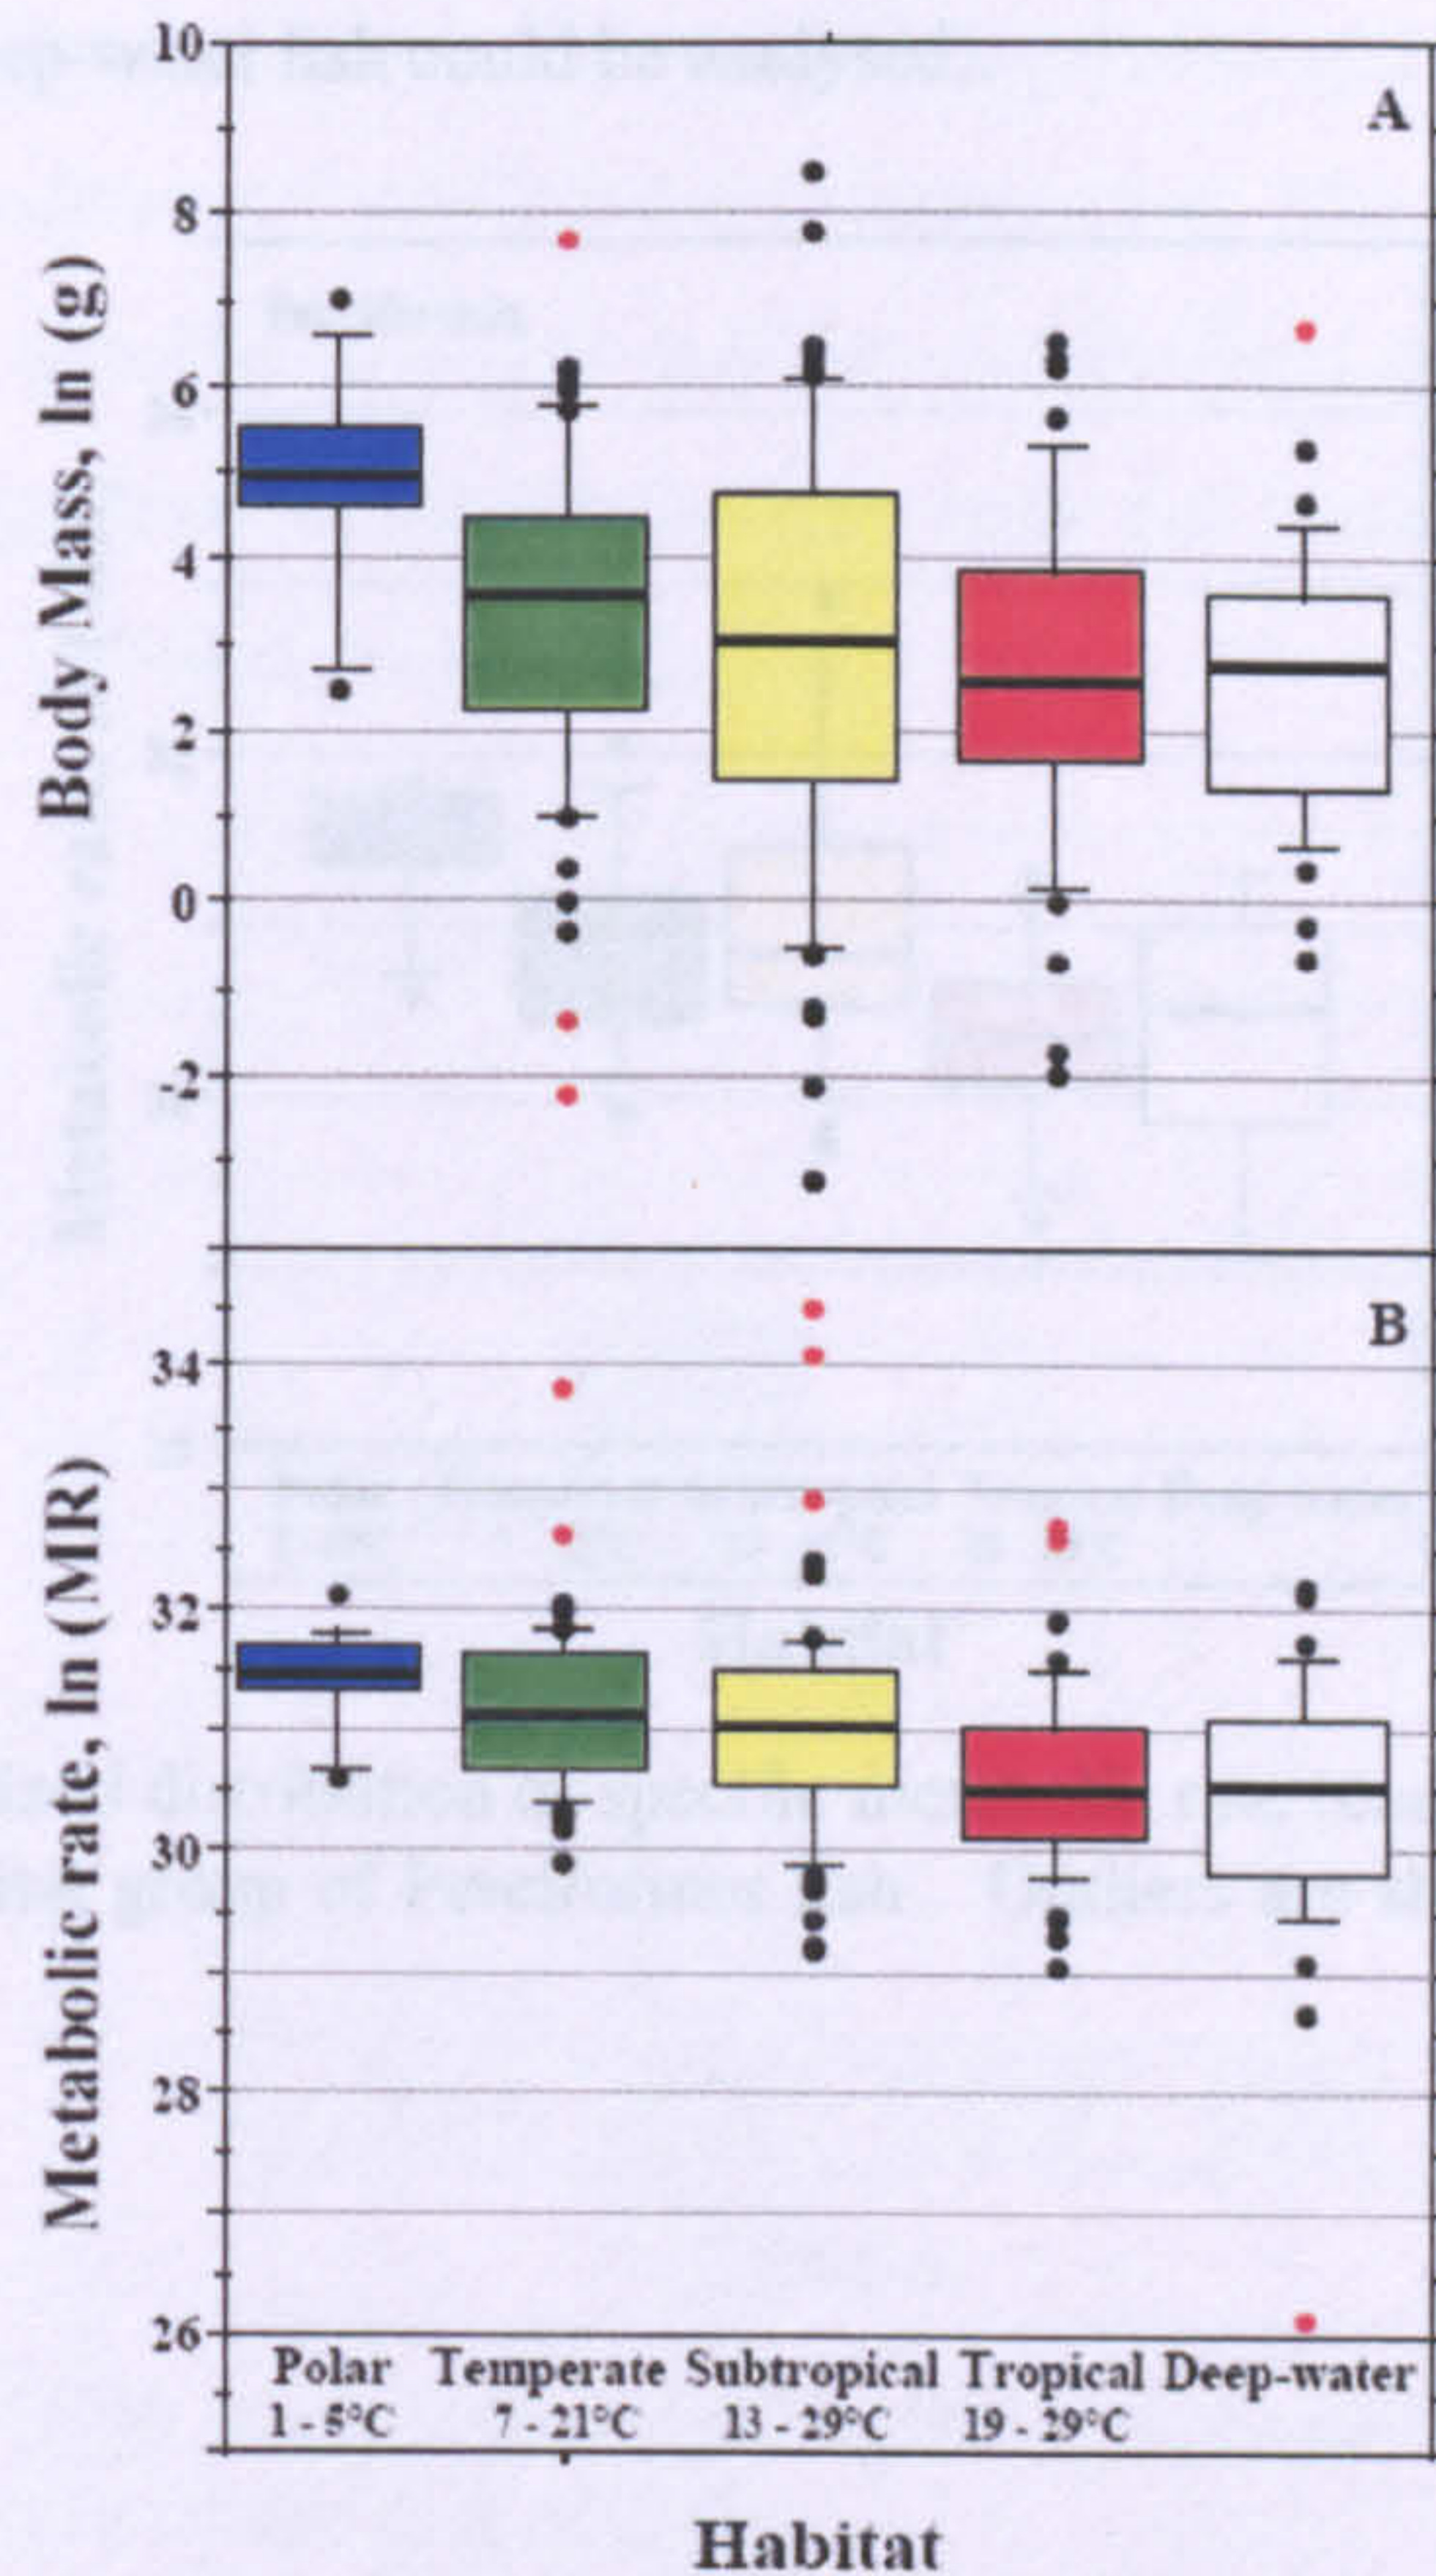 A
Body Mass, ln (g)
10
8
6
4
2
0
-2
B
Metabolic rate, ln (MR)
34
32
30
28
26
Polar Temperate Subtropical Tropical Deep-water
1 - 5°C 7 - 21°C 13 - 29°C 19 - 29°C
Habitat